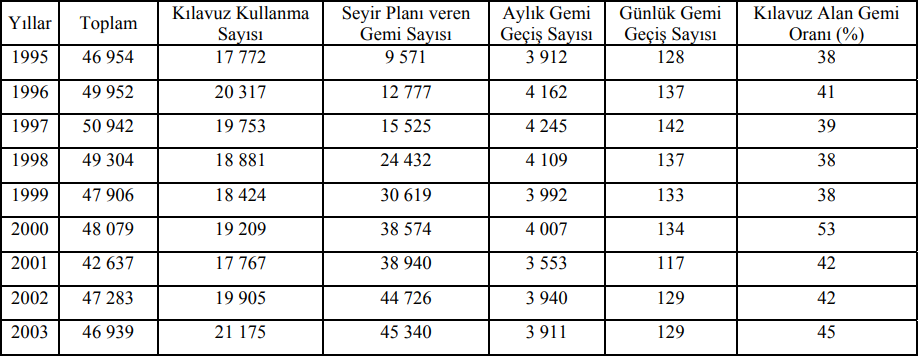 Yıllar Toplam Kılavuz Kullanma Sayısı Seyir Planı veren Gemi Sayısı Aylık Gemi Geçiş Sayısı Günlük Gemi Geçiş Sayısı Kılavuz Alan Gemi Oranı (%)
1995 46 954 17 772 9 571 3 912 128 38
1996 49 952 20 317 12 777 4 162 137 41
1997 50 942 19 753 15 525 4 245 142 39
1998 49 304 18 881 24 432 4 109 137 38
1999 47 906 18 424 30 619 3 992 133 38
2000 48 079 19 209 38 574 4 007 134 53
2001 42 637 17 767 38 940 3 553 117 42
2002 47 283 19 905 44 726 3 940 129 42
2003 46 939 21 175 45 340 3 911 129 45